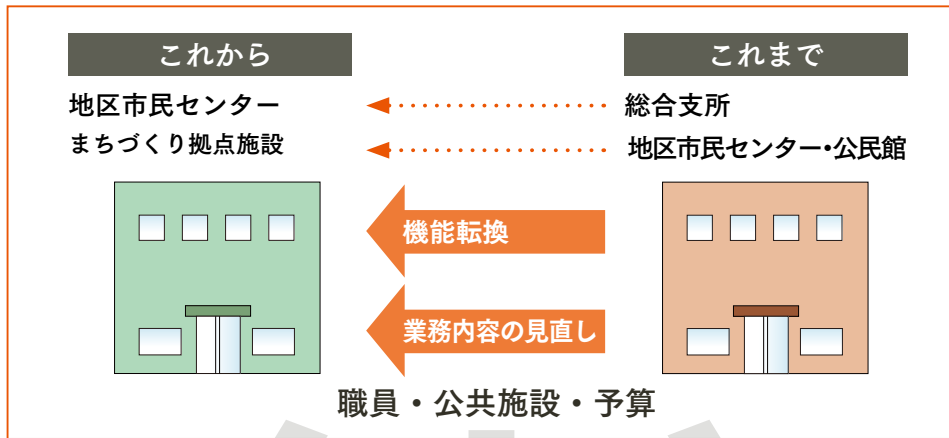 これから
これまで
地区市民センター
総合支所
まちづくり拠点施設
地区市民センター・公民館
機能転換
業務内容の見直し
職員・公共施設・予算